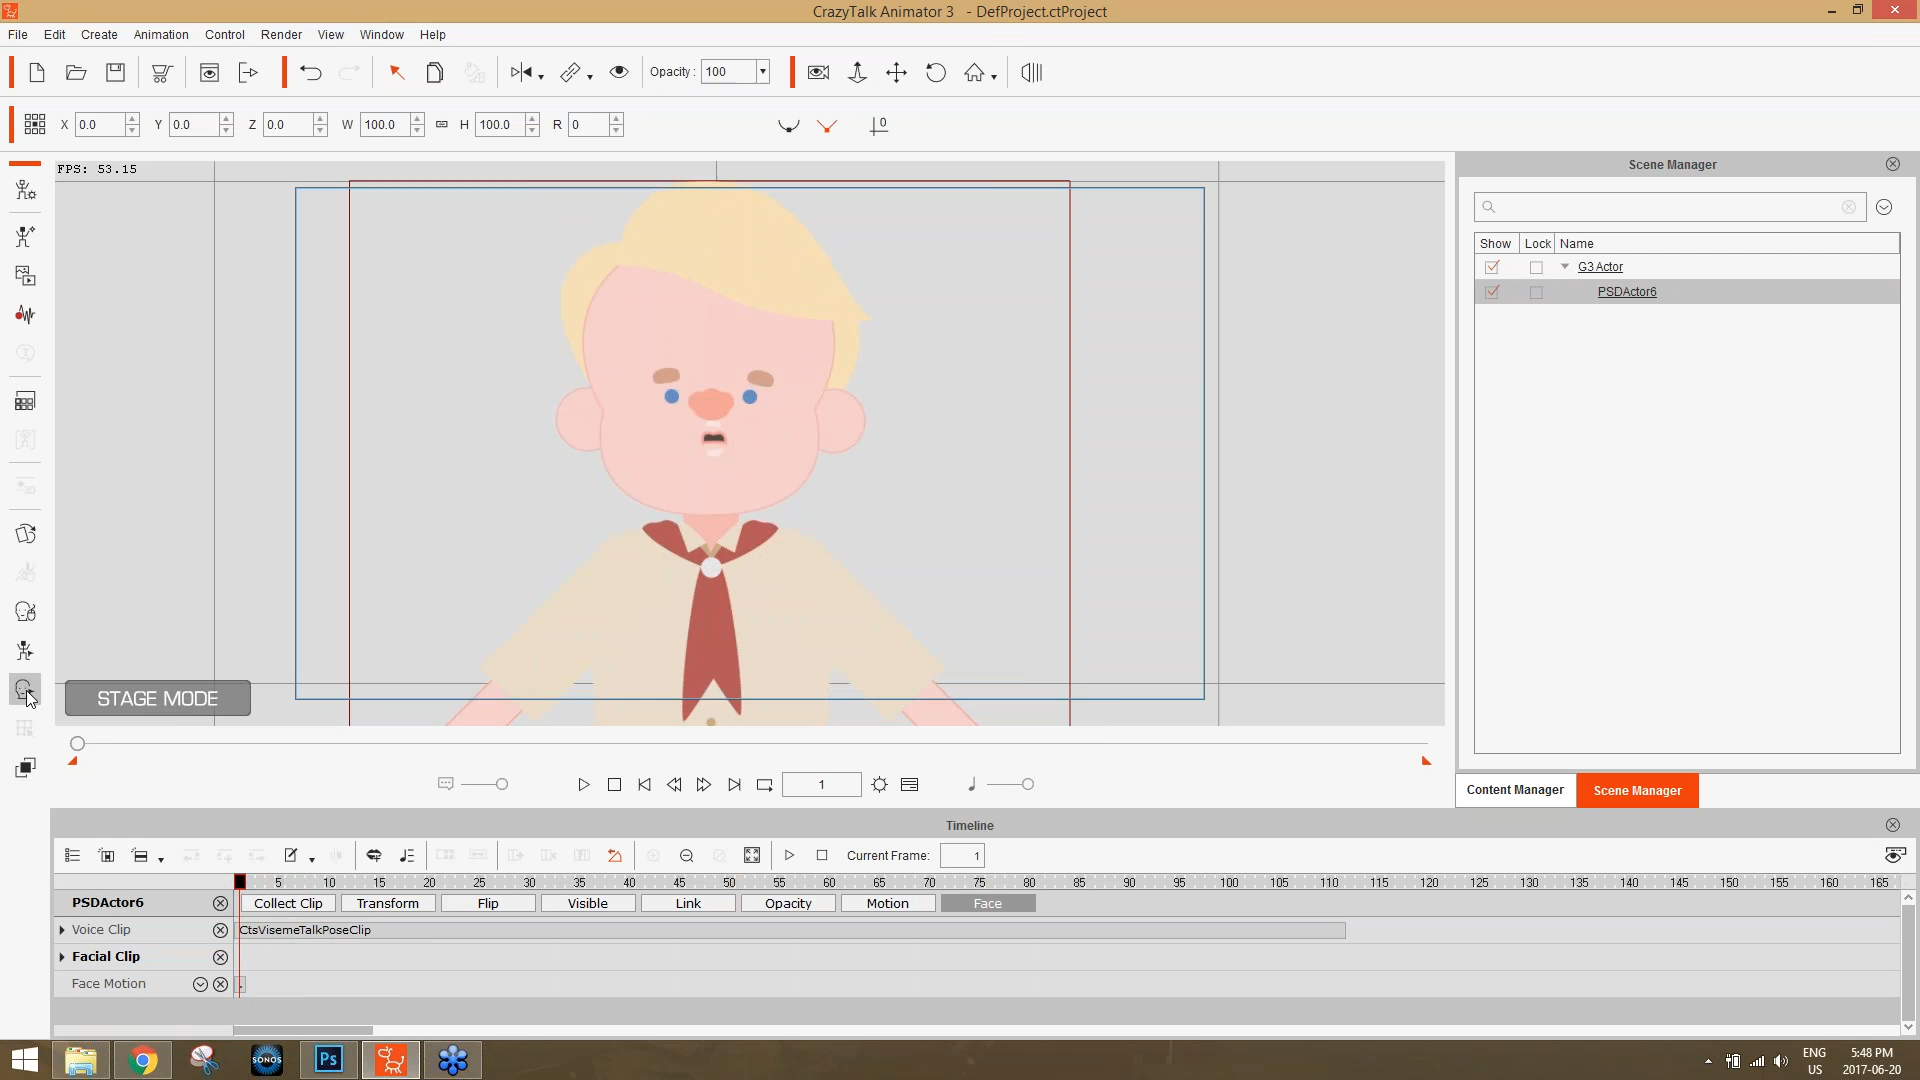 CrazyTalk Animator 3 - DefProject.ctProject
File Edit Create Animation Control Render View Window Help
Opacity : 100
X 0.0 Y 0.0 Z 0.0 W 100.0 H 100.0 R 0 0
FPS: 53.15
Scene Manager
Show Lock Name
G3 Actor
PSDActor6
STAGE MODE
1
Content Manager Scene Manager
Timeline
Current Frame: 1
5 10 15 20 25 30 35 40 45 50 55 60 65 70 75 80 85 90 95 100 105 110 115 120 125 130 135 140 145 150 155 160 165
PSDActor6 Collect Clip Transform Flip Visible Link Opacity Motion Face
Voice Clip CtsVisemeTalkPoseClip
Facial Clip
Face Motion
SONOS Ps
ENG 5:48 PM
US 2017-06-20